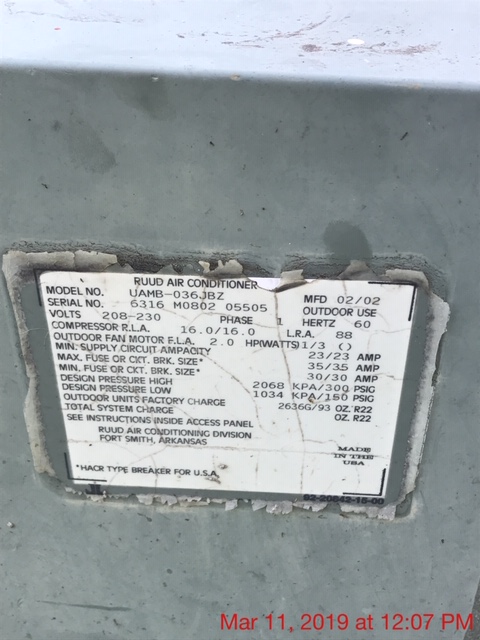 RUUD AIR CONDITIONER
MODEL NO. UAMB-036JBZ MFD 02/02
SERIAL NO. 6316 M0802 05505 OUTDOOR USE
VOLTS 208-230 PHASE 1 HERTZ 60
COMPRESSOR R.L.A. 16.0/16.0 L.R.A. 88
OUTDOOR FAN MOTOR F.L.A. 2.0 HP(WATTS) 1/3 ()
MIN. SUPPLY CIRCUIT AMPACITY 23/23 AMP
MAX. FUSE OR CKT. BRK. SIZE* 35/35 AMP
MIN. FUSE OR CKT. BRK. SIZE* 30/30 AMP
DESIGN PRESSURE HIGH 2068 KPA/300 PSIG
DESIGN PRESSURE LOW 1034 KPA/150 PSIG
OUTDOOR UNITS FACTORY CHARGE 2636G/93 OZ. R22
TOTAL SYSTEM CHARGE OZ. R22
SEE INSTRUCTIONS INSIDE ACCESS PANEL
RUUD AIR CONDITIONING DIVISION
FORT SMITH, ARKANSAS
MADE
IN THE
USA
*HACR TYPE BREAKER FOR U.S.A.
92-20842-15-00
Mar 11, 2019 at 12:07 PM